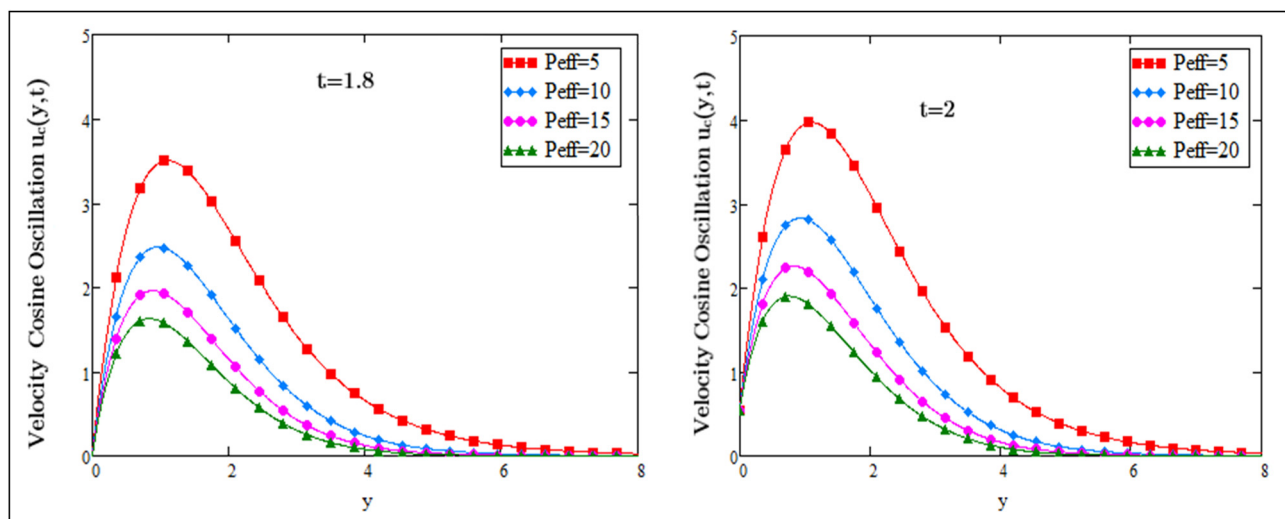 Velocity Cosine Oscillation u_c(y,t)
5
4
3
2
1
0
0
2
4
6
8
y
t=1.8
Peff=5
Peff=10
Peff=15
Peff=20
Velocity Cosine Oscillation u_c(y,t)
5
4
3
2
1
0
0
2
4
6
8
y
t=2
Peff=5
Peff=10
Peff=15
Peff=20